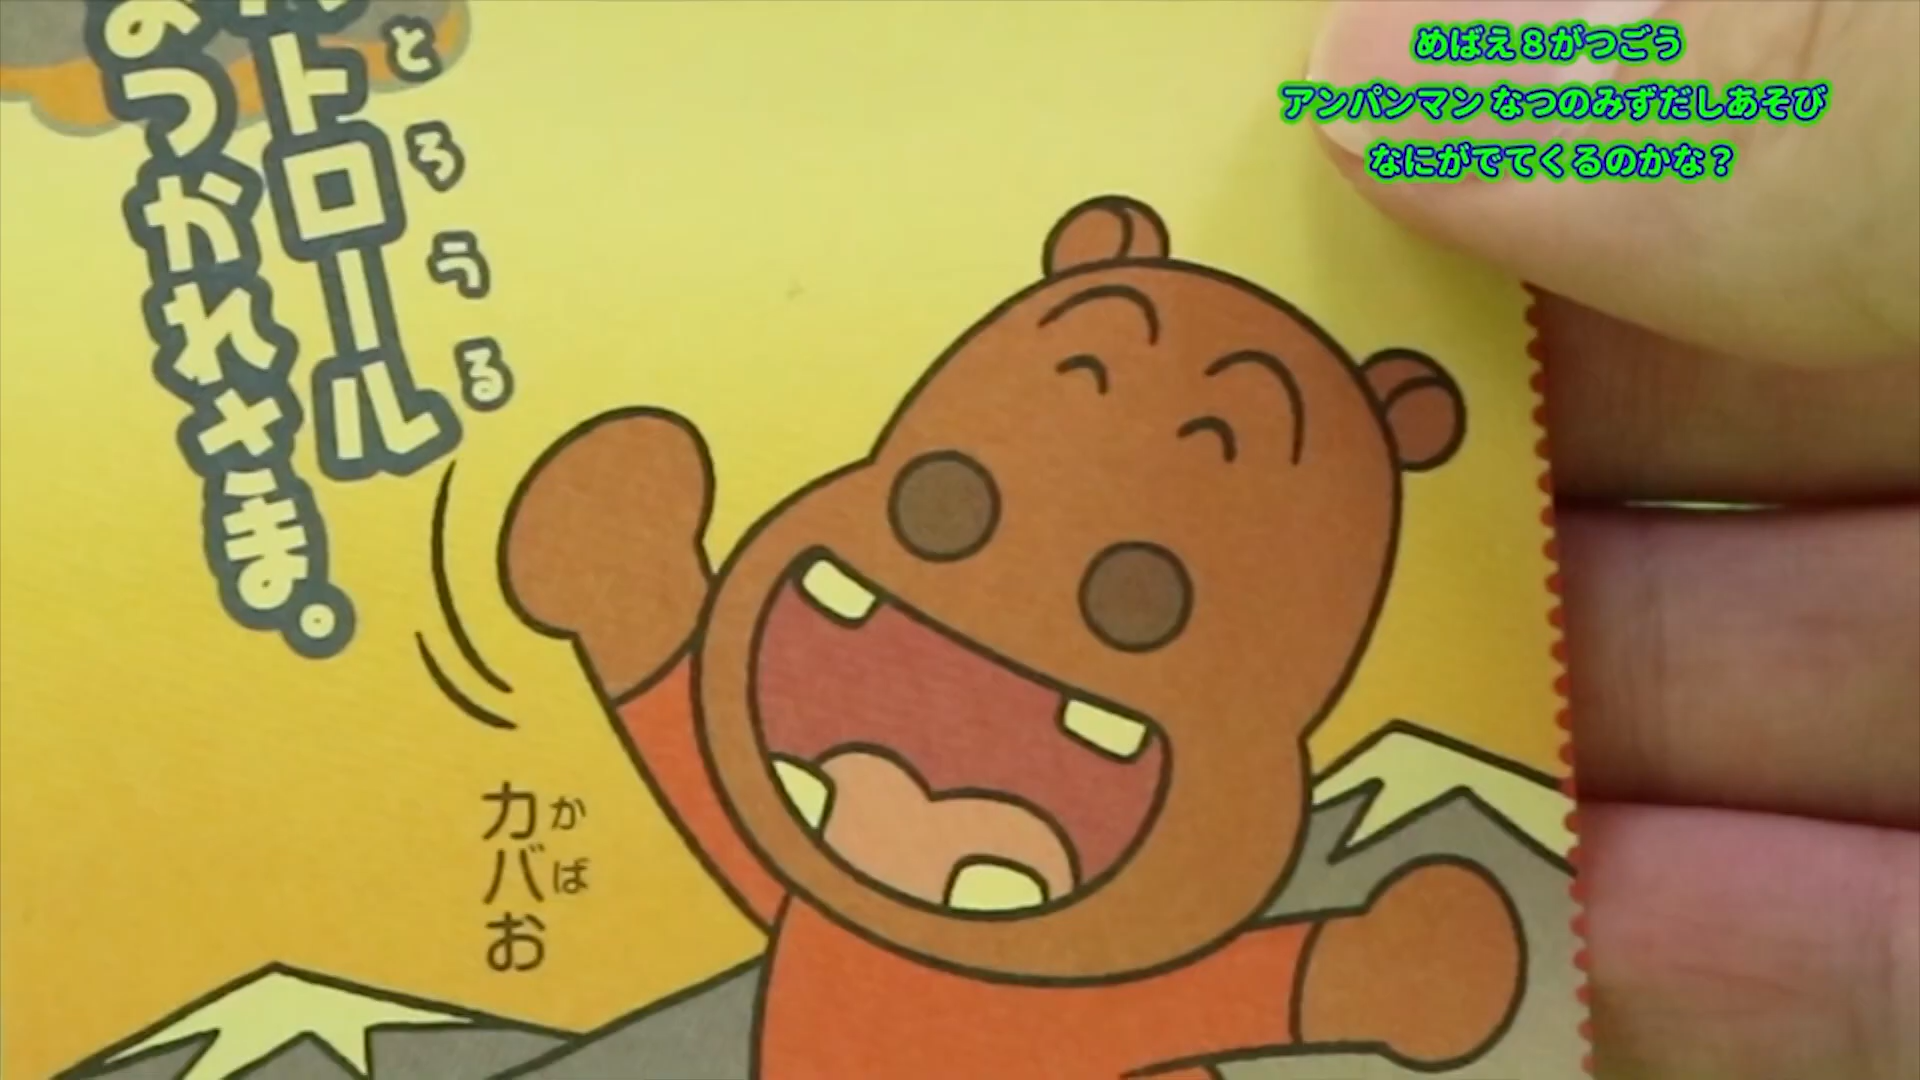 めばえ8がつごう
アンパンマン なつのみずだしあそび
なにがでてくるのかな？
トロール
とろうる
つかれさま。
カバお
かば